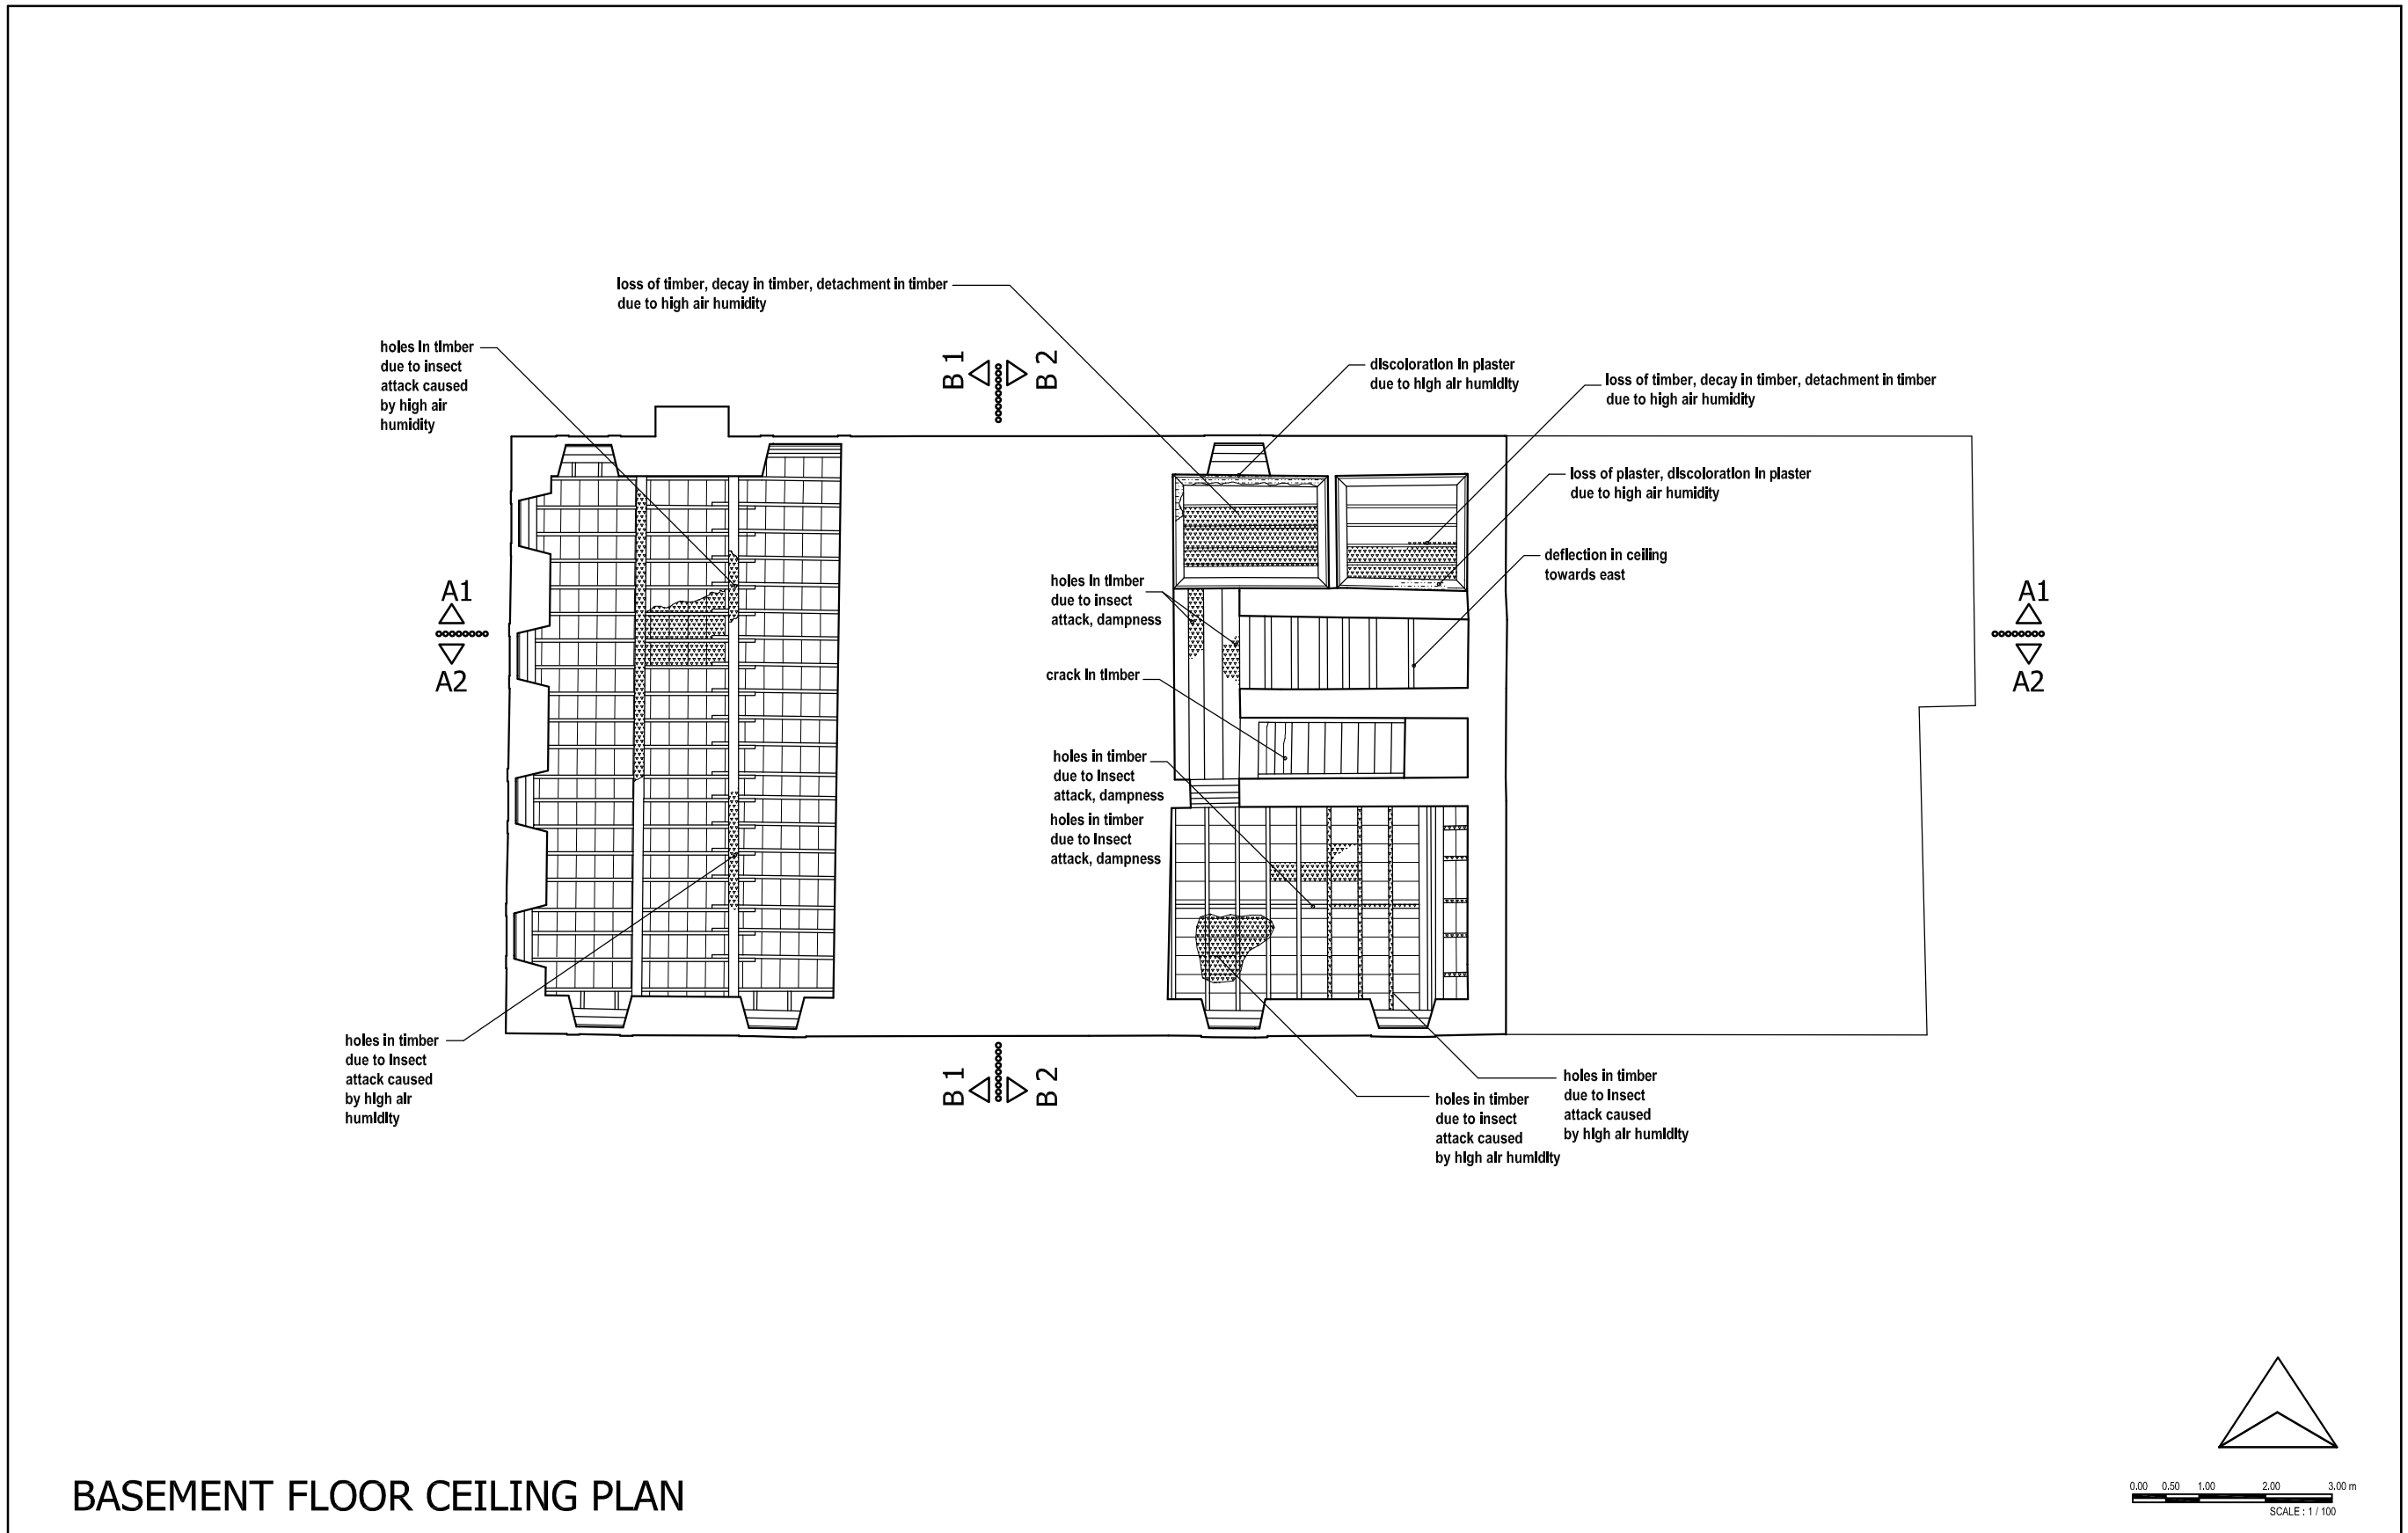 loss of timber, decay in timber, detachment in timber
due to high air humidity
holes in timber
due to insect
attack caused
by high air
humidity
B 1
B 2
discoloration in plaster
due to high air humidity
loss of timber, decay in timber, detachment in timber
due to high air humidity
loss of plaster, discoloration in plaster
due to high air humidity
deflection in ceiling
towards east
A1
A2
holes in timber
due to insect
attack, dampness
A1
A2
crack in timber
holes in timber
due to insect
attack, dampness
holes in timber
due to insect
attack, dampness
holes in timber
due to insect
attack caused
by high air
humidity
B 1
B 2
holes in timber
due to insect
attack caused
by high air humidity
holes in timber
due to insect
attack caused
by high air humidity
BASEMENT FLOOR CEILING PLAN
0.00 0.50 1.00 2.00 3.00 m
SCALE : 1 / 100